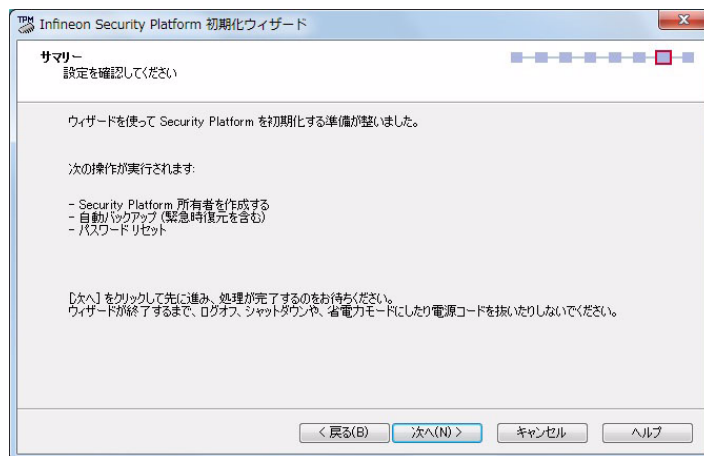 TPM Infineon Security Platform 初期化ウィザード
サマリー
設定を確認してください
ウィザードを使って Security Platform を初期化する準備が整いました。
次の操作が実行されます:
- Security Platform 所有者を作成する
- 自動バックアップ (緊急時復元を含む)
- パスワード リセット
[次へ] をクリックして先に進み、処理が完了するのをお待ちください。
ウィザードが終了するまで、ログオフ、シャットダウンや、省電力モードにしたり電源コードを抜いたりしないでください。
< 戻る(B) 次へ(N) > キャンセル ヘルプ